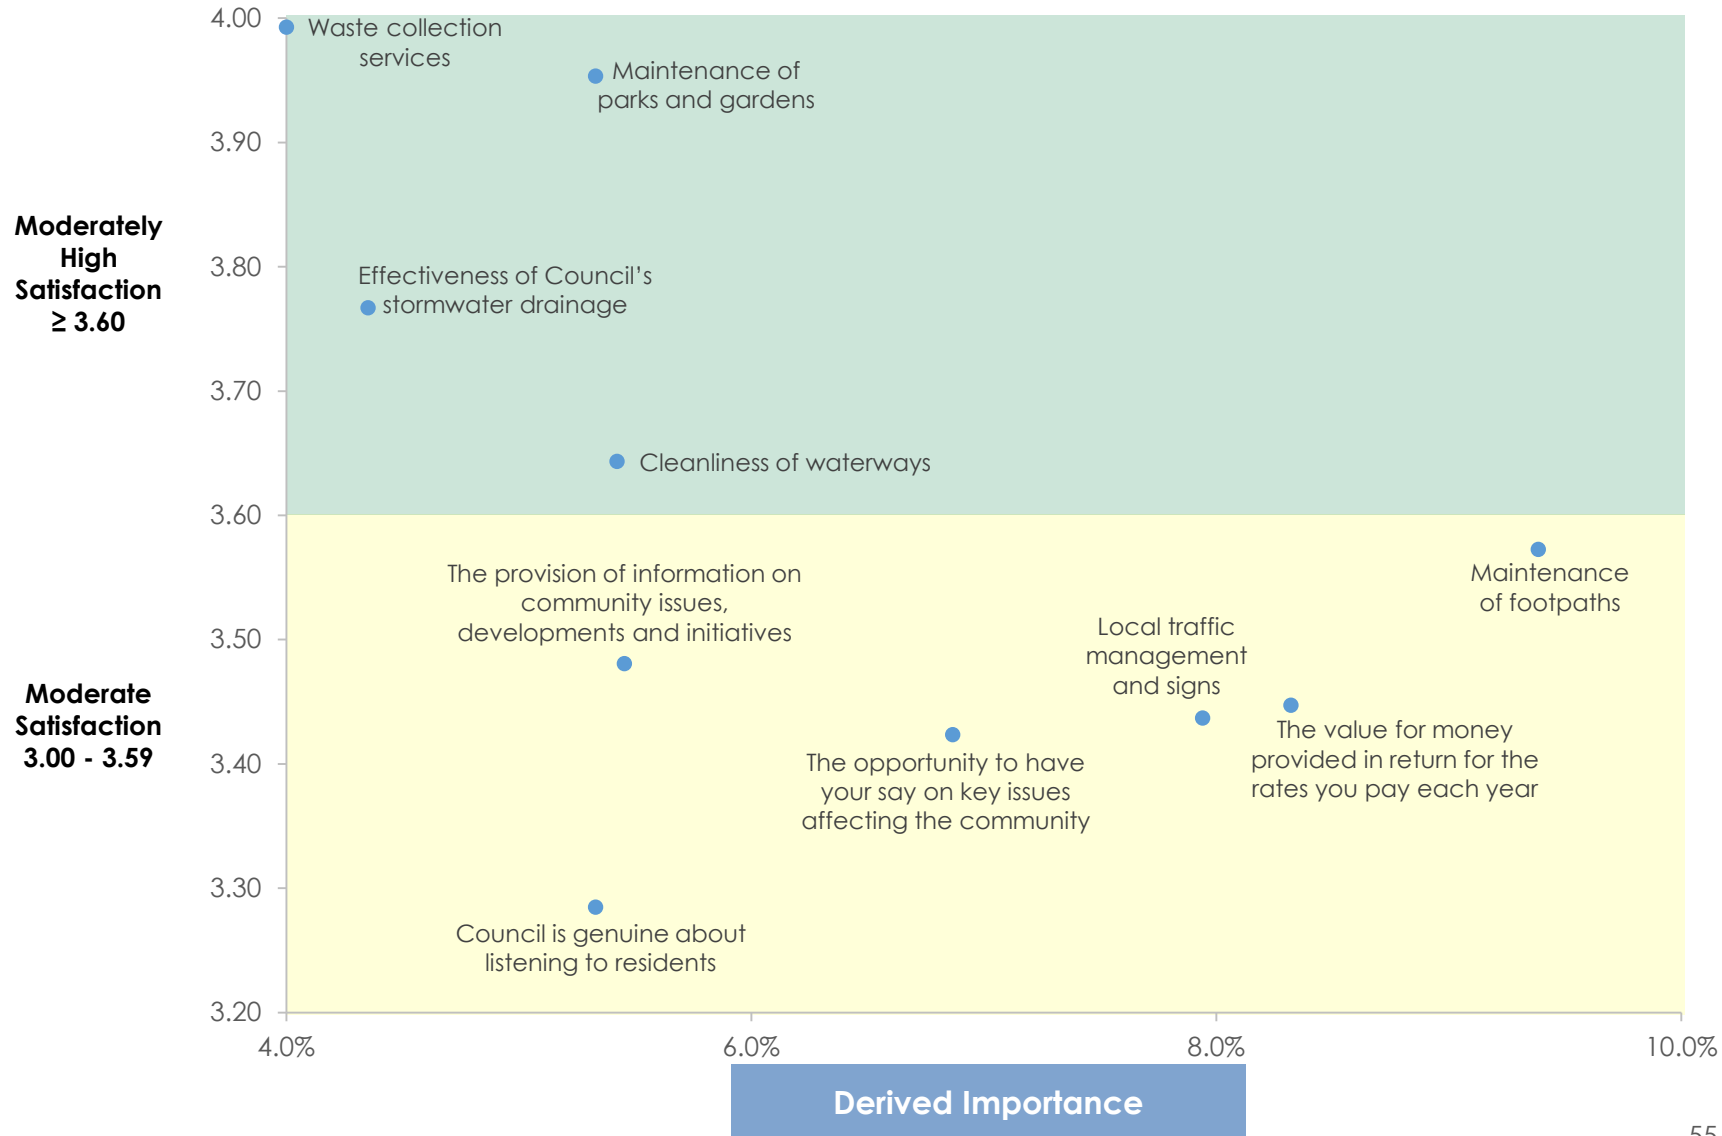 4.00
Waste collection
services
Maintenance of
parks and gardens
3.90
Moderately
High
Satisfaction
≥ 3.60
3.80
Effectiveness of Council's
stormwater drainage
3.70
Cleanliness of waterways
3.60
The provision of information on
community issues,
developments and initiatives
Maintenance
of footpaths
3.50
Local traffic
management
and signs
Moderate
Satisfaction
3.00 - 3.59
The value for money
provided in return for the
rates you pay each year
3.40
The opportunity to have
your say on key issues
affecting the community
3.30
Council is genuine about
listening to residents
3.20
4.0%
6.0%
8.0%
10.0%
Derived Importance
55